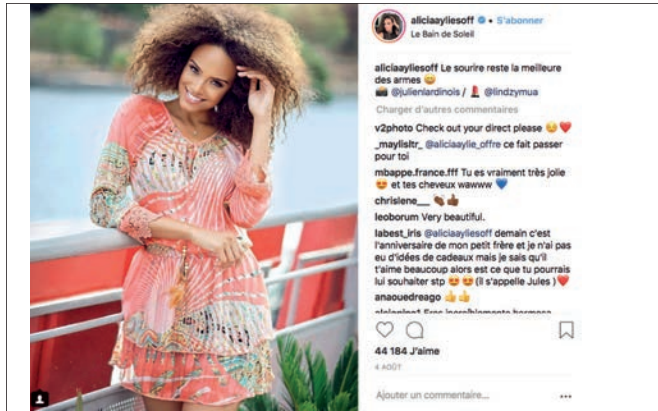 aliciaayliesoff • S'abonner
Le Bain de Soleil
aliciaayliesoff Le sourire reste la meilleure
des armes 😄
📸 @julienlardinois / 💄 @lindzymua
Charger d'autres commentaires
v2photo Check out your direct please 😉❤️
_maylisltr_ @aliciaaylie_offre ce fait passer
pour toi
mbappe.france.fff Tu es vraiment très jolie
😍 et tes cheveux wawww 💙
chrislene___ 👏🏾👍🏾
leoborum Very beautiful.
labest_iris @aliciaayliesoff demain c'est
l'anniversaire de mon petit frère et je n'ai pas
eu d'idées de cadeaux mais je sais qu'il
t'aime beaucoup alors est ce que tu pourrais
lui souhaiter stp 😍 😍 (il s'appelle Jules )❤️
anaouedreago 👍👍
44 184 J'aime
4 AOÛT
Ajouter un commentaire...